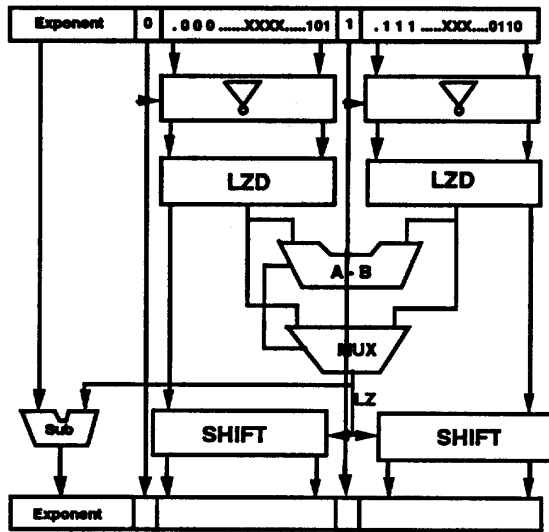 Exponent 0 .000......XXXX.....101 1 .111.....XXX....0110
LZD LZD
A - B
MUX
LZ
Sub SHIFT SHIFT
Exponent